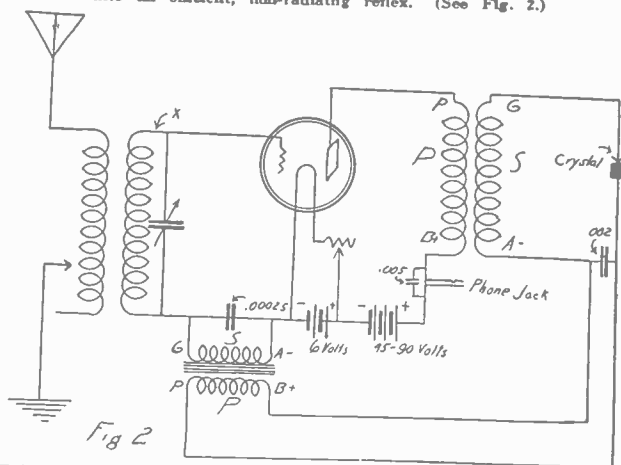 an efficient, non-radiating reflex. (See Fig. 2.)
X
P G
P S
Crystal
B+ A-
.002
.005
Phone Jack
.00025
- + - +
6 Volts 45-90 Volts
G S A-
P P B+
Fig 2